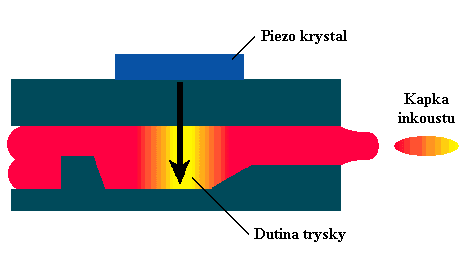 Piezo krystal
Kapka
inkoustu
Dutina trysky